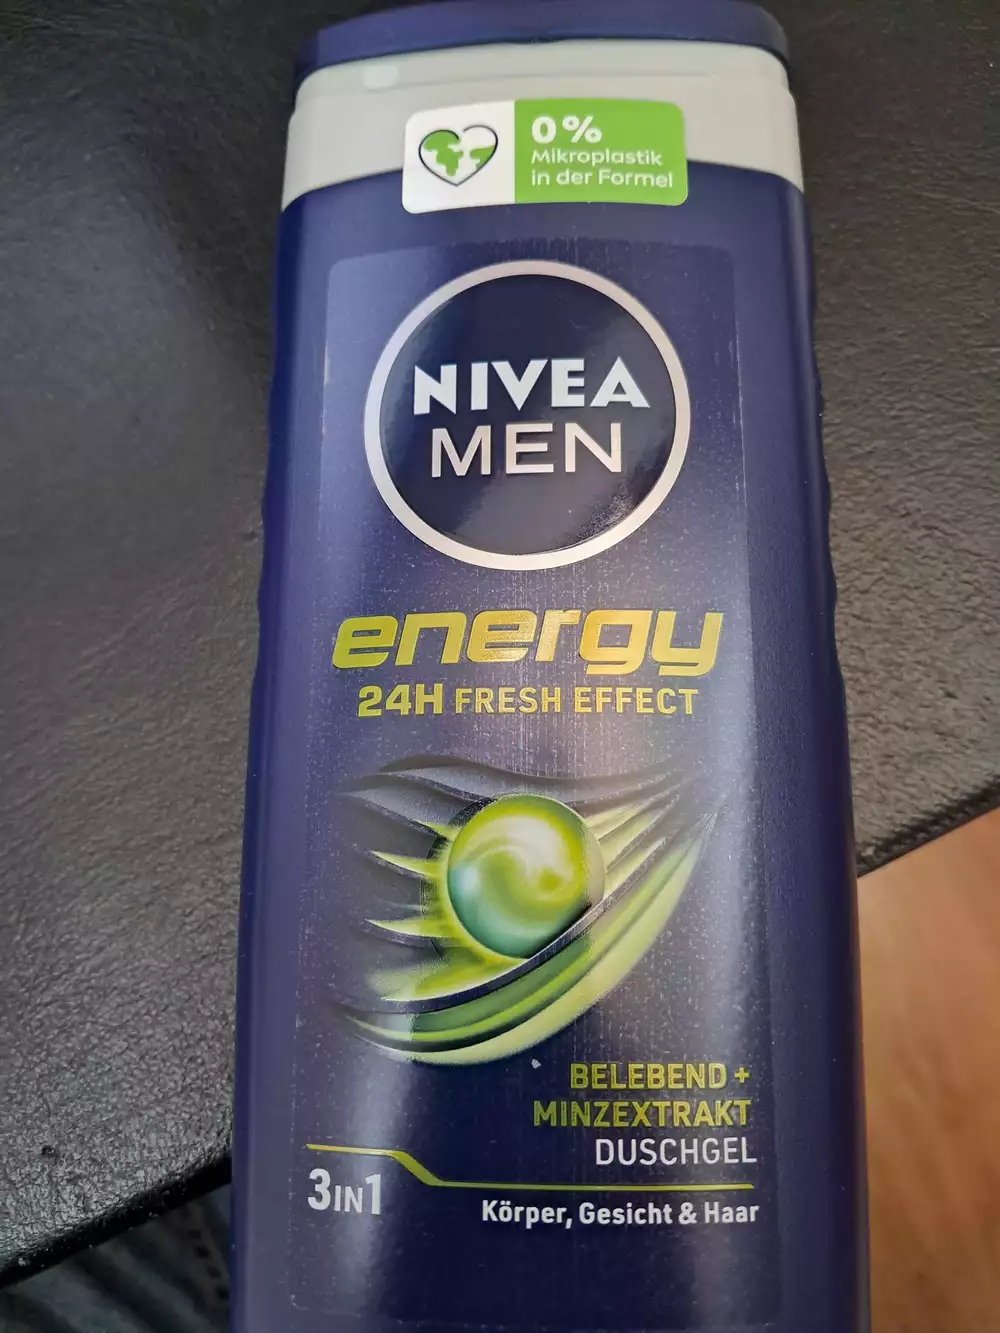 0%
Mikroplastik
in der Formel
NIVEA
MEN
energy
24H FRESH EFFECT
BELEBEND +
MINZEXTRAKT
DUSCHGEL
3IN1
Körper, Gesicht & Haar